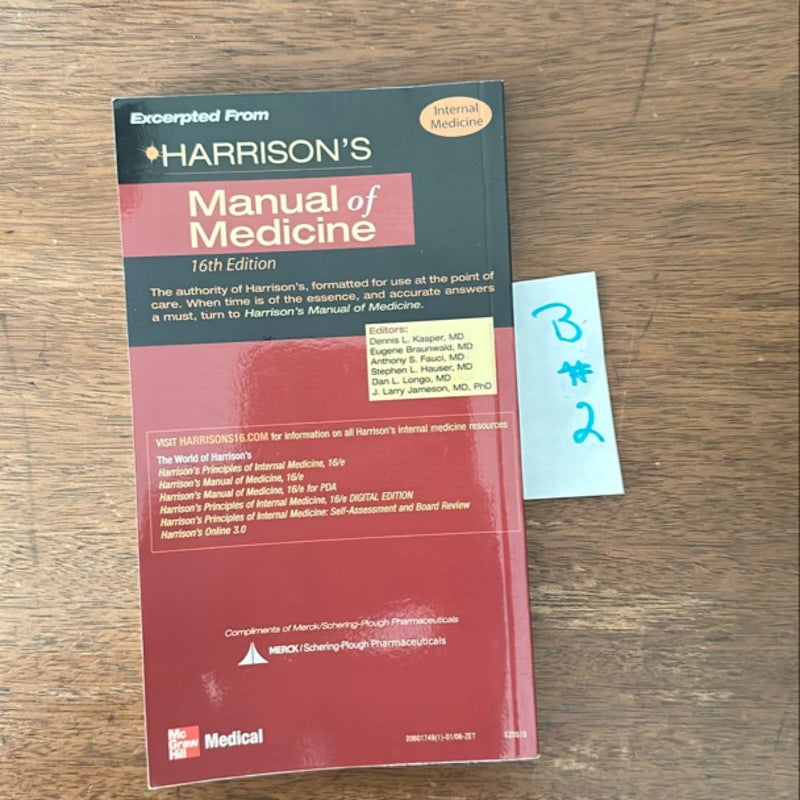 Excerpted From
Internal
Medicine
HARRISON'S
Manual of
Medicine
16th Edition
The authority of Harrison's, formatted for use at the point of
care. When time is of the essence, and accurate answers
a must, turn to Harrison's Manual of Medicine.
Editors:
Dennis L. Kasper, MD
Eugene Braunwald, MD
Anthony S. Fauci, MD
Stephen L. Hauser, MD
Dan L. Longo, MD
J. Larry Jameson, MD, PhD
B
#
2
VISIT HARRISONS16.COM for information on all Harrison's internal medicine resources
The World of Harrison's
Harrison's Principles of Internal Medicine, 16/e
Harrison's Manual of Medicine, 16/e
Harrison's Manual of Medicine, 16/e for PDA
Harrison's Principles of Internal Medicine, 16/e DIGITAL EDITION
Harrison's Principles of Internal Medicine: Self-Assessment and Board Review
Harrison's Online 3.0
Compliments of Merck/Schering-Plough Pharmaceuticals
MERCK / Schering-Plough Pharmaceuticals
Mc
Graw
Hill
Medical
20601749(1)-01/06-ZET